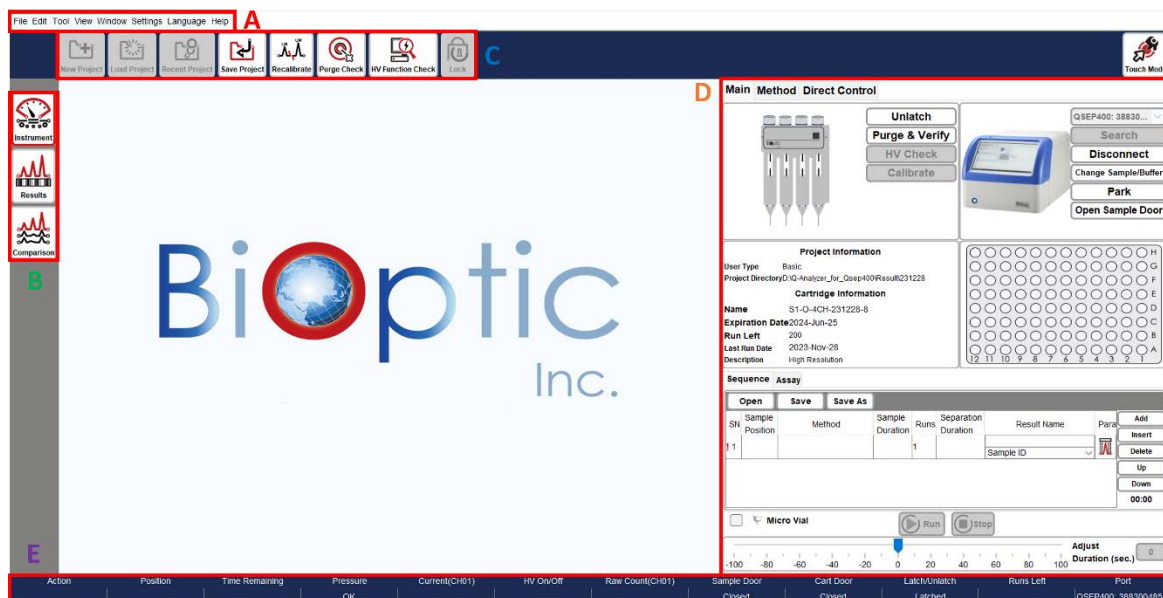 File Edit Tool View Window Settings Language Help
A
New Project
Load Project
Recent Project
Save Project
Recalibrate
Purge Check
HV Function Check
Lock
C
Touch Mod
Instrument
Results
Comparison
B
BiOptic
Inc.
D
Main Method Direct Control
Unlatch
Purge & Verify
HV Check
Calibrate
QSEP400: 38830...
Search
Disconnect
Change Sample/Buffer
Park
Open Sample Door
Project Information
User Type Basic
Project Directory D:\Q-Analyzer_for_Qsep400\Result\231228
Cartridge Information
Name S1-O-4CH-231228-8
Expiration Date 2024-Jun-25
Run Left 200
Last Run Date 2023-Nov-28
Description High Resolution
H
G
F
E
D
C
B
A
12 11 10 9 8 7 6 5 4 3 2 1
Sequence Assay
Open Save Save As
SN Sample Position Method Sample Duration Runs Separation Duration Result Name Para
1 1
Sample ID
Add
Insert
Delete
Up
Down
00:00
Micro Vial
Run
Stop
-100 -80 -60 -40 -20 0 20 40 60 80 100
Adjust
Duration (sec.) 0
E
Action Position Time Remaining Pressure Current(CH01) HV On/Off Raw Count(CH01) Sample Door Cart Door Latch/Unlatch Runs Left Port
OK Closed Closed Latched QSEP400: 388300485